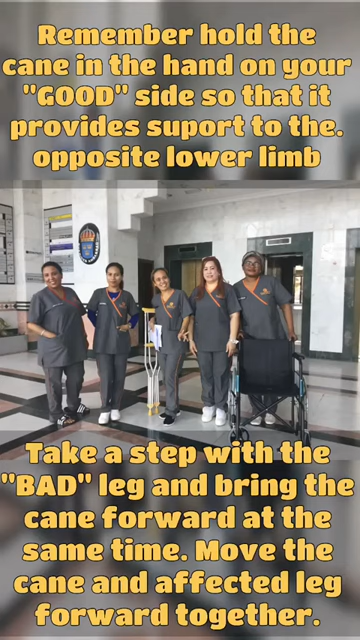 Remember hold the
cane in the hand on your
"GOOD" side so that it
provides suport to the.
opposite lower limb
Take a step with the
"BAD" leg and bring the
cane forward at the
same time. Move the
cane and affected leg
forward together.